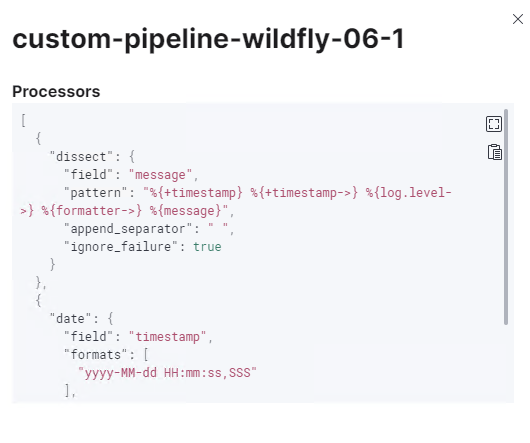 custom-pipeline-wildfly-06-1
Processors
[
  {
    "dissect": {
      "field": "message",
      "pattern": "%{+timestamp} %{+timestamp->} %{log.level-
>} %{formatter->} %{message}",
      "append_separator": " ",
      "ignore_failure": true
    }
  },
  {
    "date": {
      "field": "timestamp",
      "formats": [
        "yyyy-MM-dd HH:mm:ss,SSS"
      ],